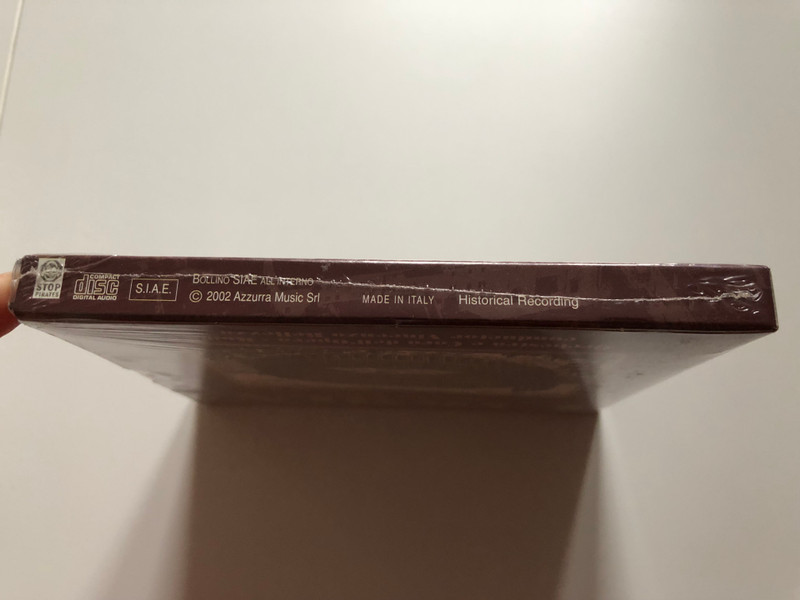 STOP
PIRATES
COMPACT
disc
DIGITAL AUDIO
S.I.A.E.
BOLLINO SIAE ALL'INTERNO
© 2002 Azzurra Music Srl
MADE IN ITALY
Historical Recording